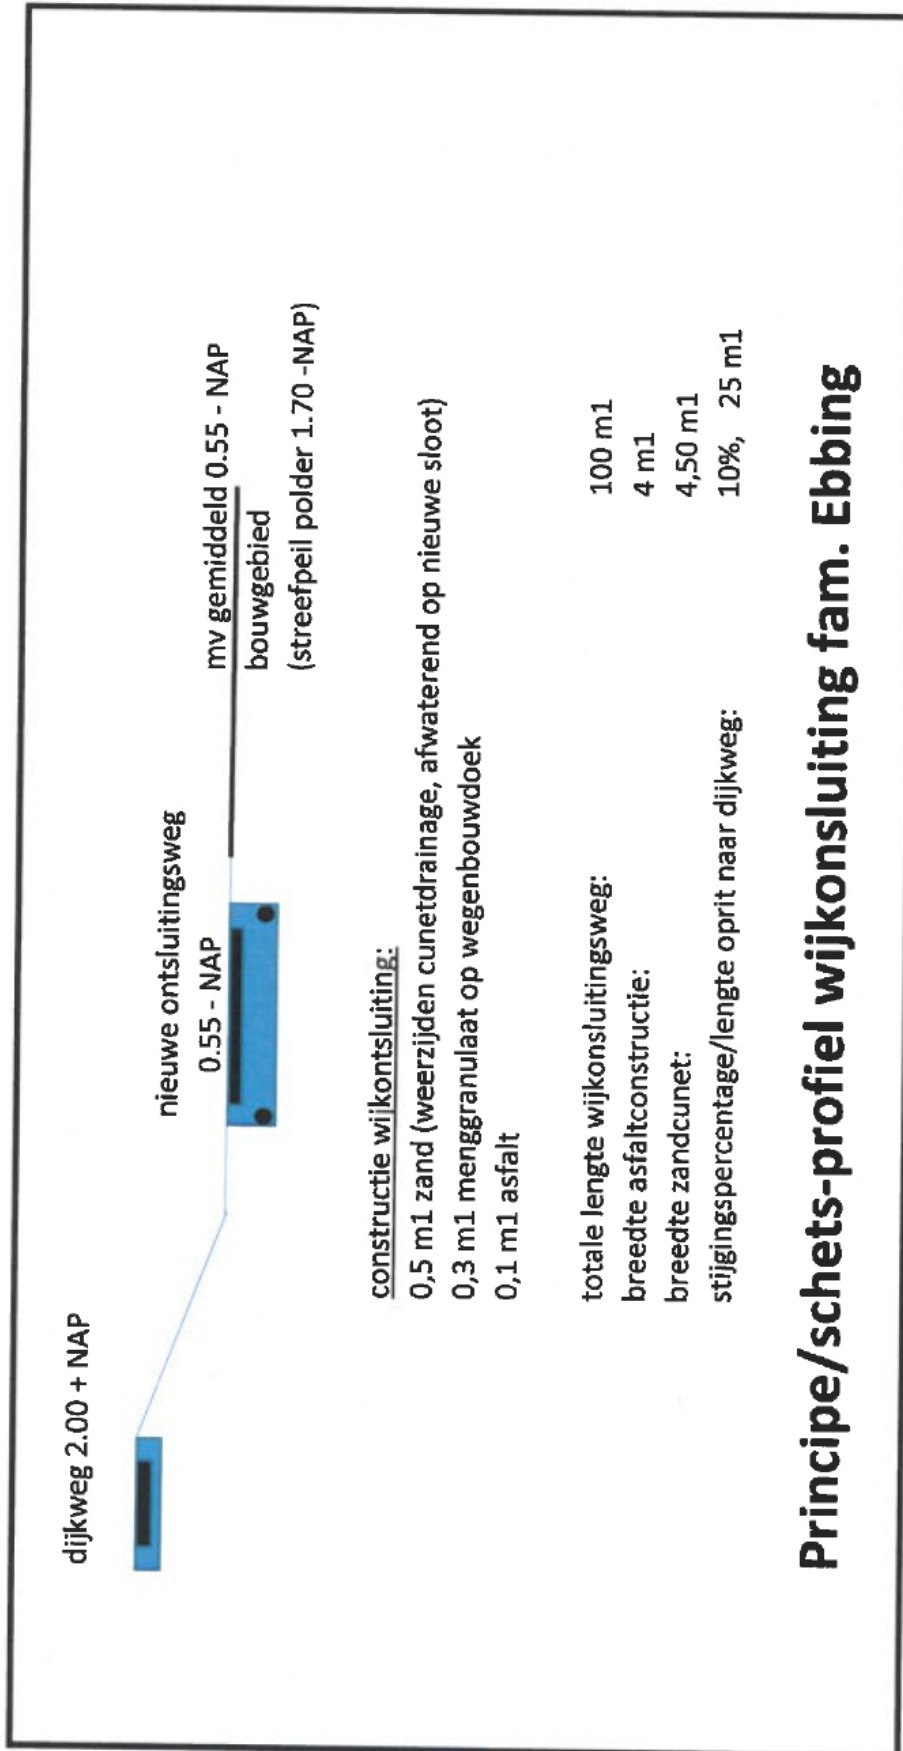 dijkweg 2.00 + NAP
nieuwe ontsluitingsweg
0.55 - NAP
mv gemiddeld 0.55 - NAP
bouwgebied
(streefpeil polder 1.70 -NAP)
constructie wijkontsluiting:
0,5 m1 zand (weerzijden cunetdrainage, afwaterend op nieuwe sloot)
0,3 m1 menggranulaat op wegenbouwdoek
0,1 m1 asfalt
totale lengte wijkonsluitingsweg: 100 m1
breedte asfaltconstructie: 4 m1
breedte zandcunet: 4,50 m1
stijgingspercentage/lengte oprit naar dijkweg: 10%, 25 m1
Principe/schets-profiel wijkonsluiting fam. Ebbing